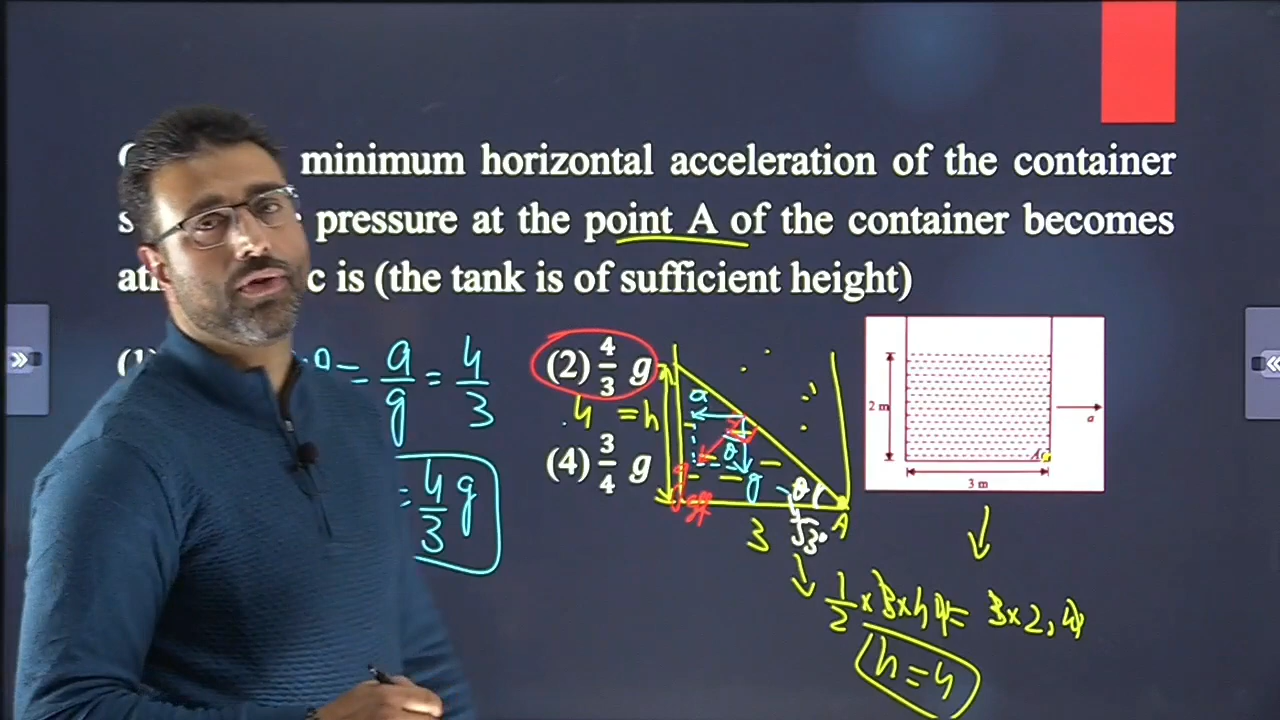 minimum horizontal acceleration of the container
pressure at the point A of the container becomes
c is (the tank is of sufficient height)
= a/g = 4/3
(2) 4/3 g
4 = h
(4) 3/4 g
= 4/3 g
a
θ
g
g eff
θ
3
A
2 m
3 m
A
a
1/2 × 3 × h = 3 × 2
h = 4